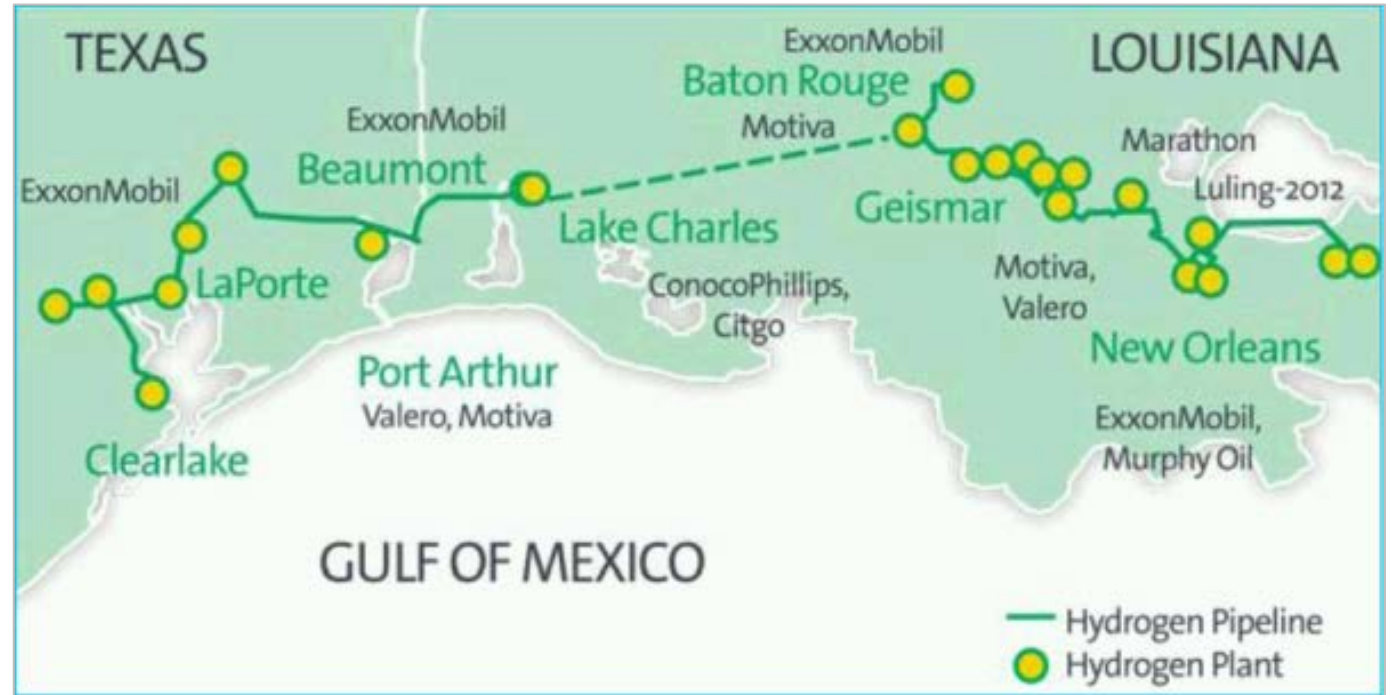 TEXAS
ExxonMobil
LOUISIANA
Baton Rouge
ExxonMobil
Motiva
Marathon
Beaumont
ExxonMobil
Luling-2012
Geismar
Lake Charles
LaPorte
Motiva,
Valero
ConocoPhillips,
Citgo
New Orleans
Port Arthur
Valero, Motiva
ExxonMobil,
Murphy Oil
Clearlake
GULF OF MEXICO
Hydrogen Pipeline
Hydrogen Plant